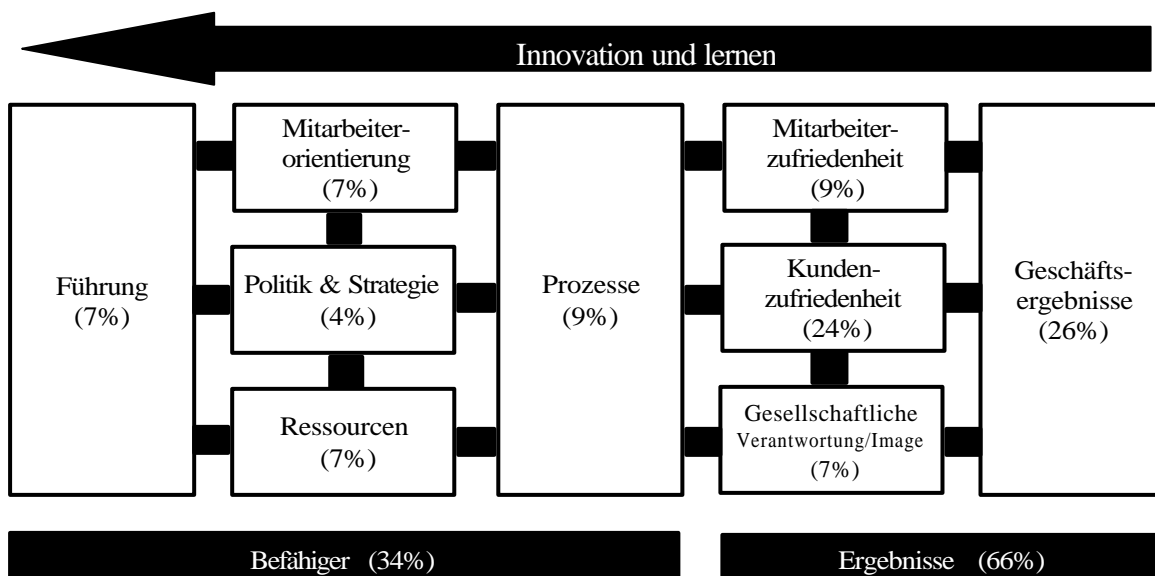 Innovation und lernen
Führung
(7%)
Mitarbeiter-
orientierung
(7%)
Politik & Strategie
(4%)
Ressourcen
(7%)
Prozesse
(9%)
Mitarbeiter-
zufriedenheit
(9%)
Kunden-
zufriedenheit
(24%)
Gesellschaftliche
Verantwortung/Image
(7%)
Geschäfts-
ergebnisse
(26%)
Befähiger (34%)
Ergebnisse (66%)